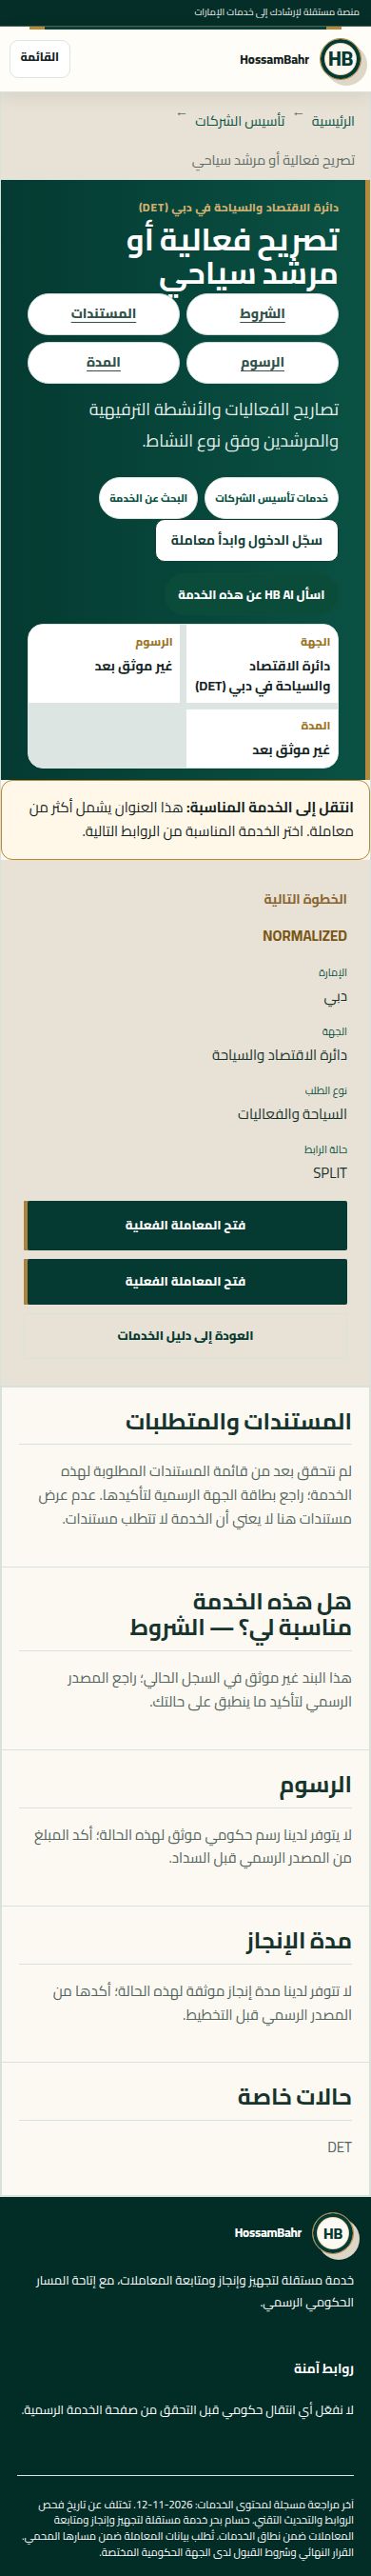 منصة مستقلة لإرشادك إلى خدمات الإمارات
HB HossamBahr القائمة
الرئيسية ← تأسيس الشركات ←
تصريح فعالية أو مرشد سياحي
دائرة الاقتصاد والسياحة في دبي (DET)
تصريح فعالية أو
مرشد سياحي
الشروط المستندات
الرسوم المدة
تصاريح الفعاليات والأنشطة الترفيهية
والمرشدين وفق نوع النشاط.
خدمات تأسيس الشركات البحث عن الخدمة
سجّل الدخول وابدأ معاملة
اسأل HB AI عن هذه الخدمة
الجهة الرسوم
دائرة الاقتصاد غير موثق بعد
والسياحة في دبي (DET)
المدة
غير موثق بعد
انتقل إلى الخدمة المناسبة: هذا العنوان يشمل أكثر من
معاملة. اختر الخدمة المناسبة من الروابط التالية.
الخطوة التالية
NORMALIZED
الإمارة
دبي
الجهة
دائرة الاقتصاد والسياحة
نوع الطلب
السياحة والفعاليات
حالة الرابط
SPLIT
فتح المعاملة الفعلية
فتح المعاملة الفعلية
العودة إلى دليل الخدمات
المستندات والمتطلبات
لم نتحقق بعد من قائمة المستندات المطلوبة لهذه
الخدمة؛ راجع بطاقة الجهة الرسمية لتأكيدها. عدم عرض
مستندات هنا لا يعني أن الخدمة لا تتطلب مستندات.
هل هذه الخدمة
مناسبة لي؟ — الشروط
هذا البند غير موثق في السجل الحالي؛ راجع المصدر
الرسمي لتأكيد ما ينطبق على حالتك.
الرسوم
لا يتوفر لدينا رسم حكومي موثق لهذه الحالة؛ أكد المبلغ
من المصدر الرسمي قبل السداد.
مدة الإنجاز
لا تتوفر لدينا مدة إنجاز موثقة لهذه الحالة؛ أكدها من
المصدر الرسمي قبل التخطيط.
حالات خاصة
DET
HB HossamBahr
خدمة مستقلة لتجهيز وإنجاز ومتابعة المعاملات، مع إتاحة المسار
الحكومي الرسمي.
روابط آمنة
لا نفعّل أي انتقال حكومي قبل التحقق من صفحة الخدمة الرسمية.
آخر مراجعة مسجلة لمحتوى الخدمات: 2026-11-12. تختلف عن تاريخ فحص
الروابط والتحديث التقني. حسام بحر خدمة مستقلة لتجهيز وإنجاز ومتابعة
المعاملات ضمن نطاق الخدمات. تُطلب بيانات المعاملة ضمن مسارها المحمي.
القرار النهائي وشروط القبول لدى الجهة الحكومية المختصة.